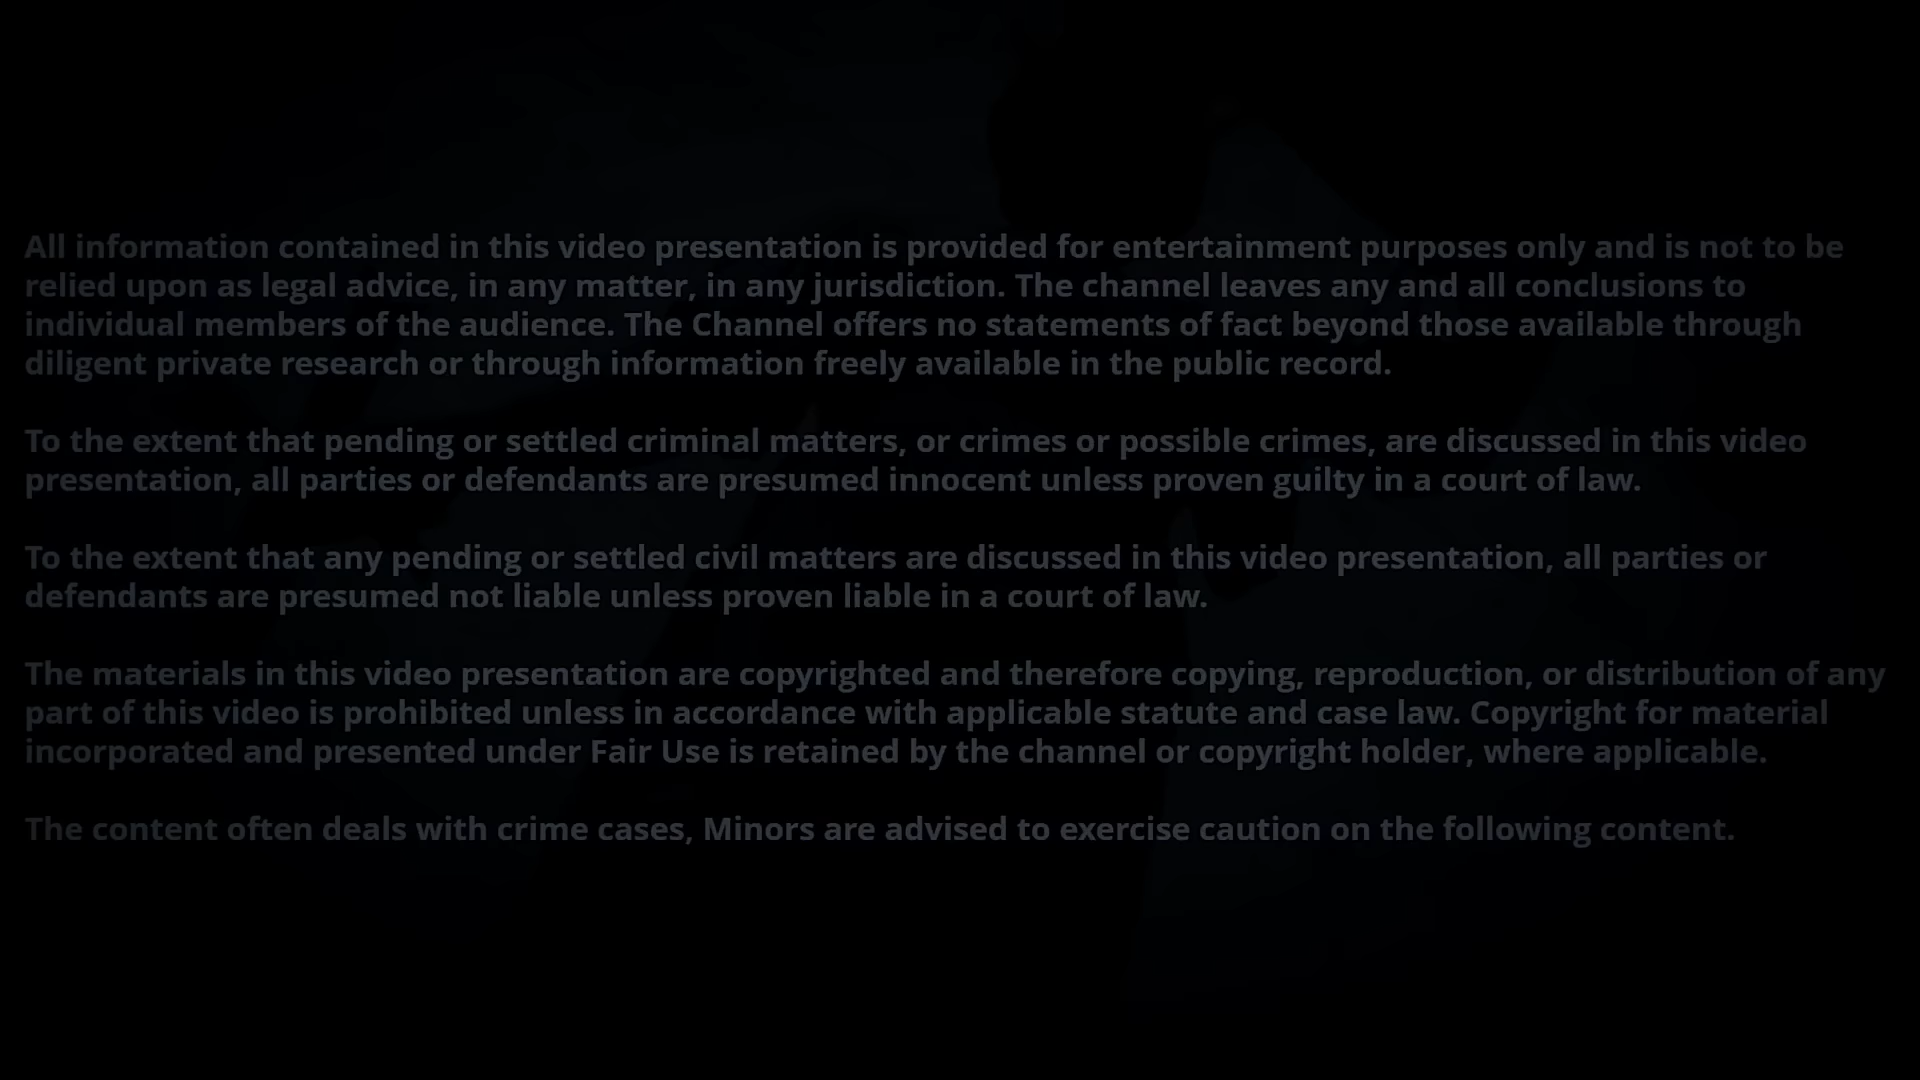 All information contained in this video presentation is provided for entertainment purposes only and is not to be
relied upon as legal advice, in any matter, in any jurisdiction. The channel leaves any and all conclusions to
individual members of the audience. The Channel offers no statements of fact beyond those available through
diligent private research or through information freely available in the public record.
To the extent that pending or settled criminal matters, or crimes or possible crimes, are discussed in this video
presentation, all parties or defendants are presumed innocent unless proven guilty in a court of law.
To the extent that any pending or settled civil matters are discussed in this video presentation, all parties or
defendants are presumed not liable unless proven liable in a court of law.
The materials in this video presentation are copyrighted and therefore copying, reproduction, or distribution of any
part of this video is prohibited unless in accordance with applicable statute and case law. Copyright for material
incorporated and presented under Fair Use is retained by the channel or copyright holder, where applicable.
The content often deals with crime cases, Minors are advised to exercise caution on the following content.